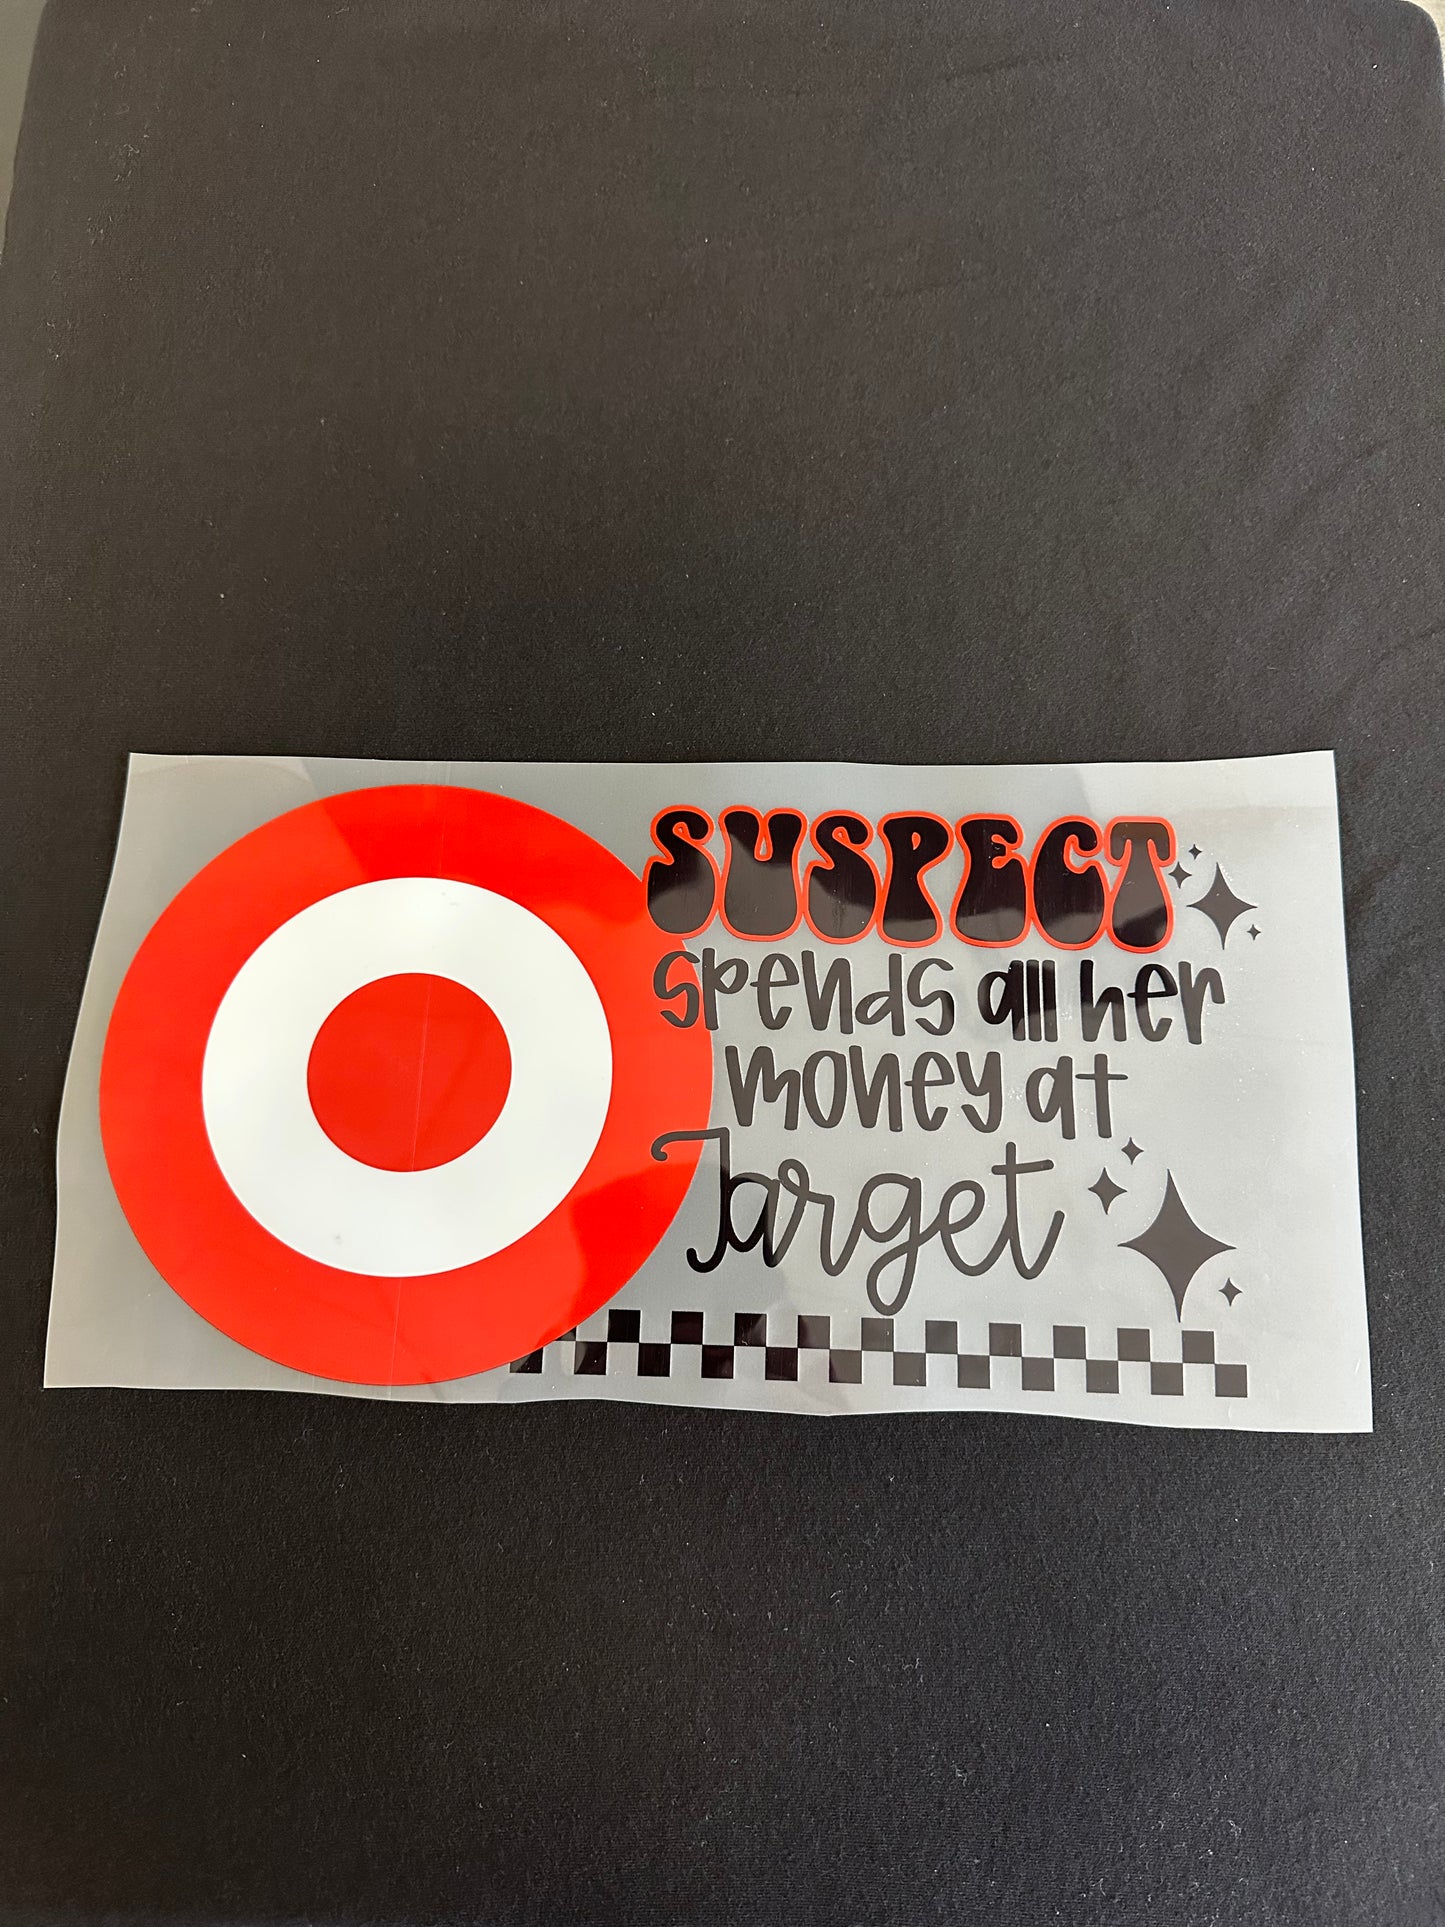 SUSPECT
spends all her
money at
Target